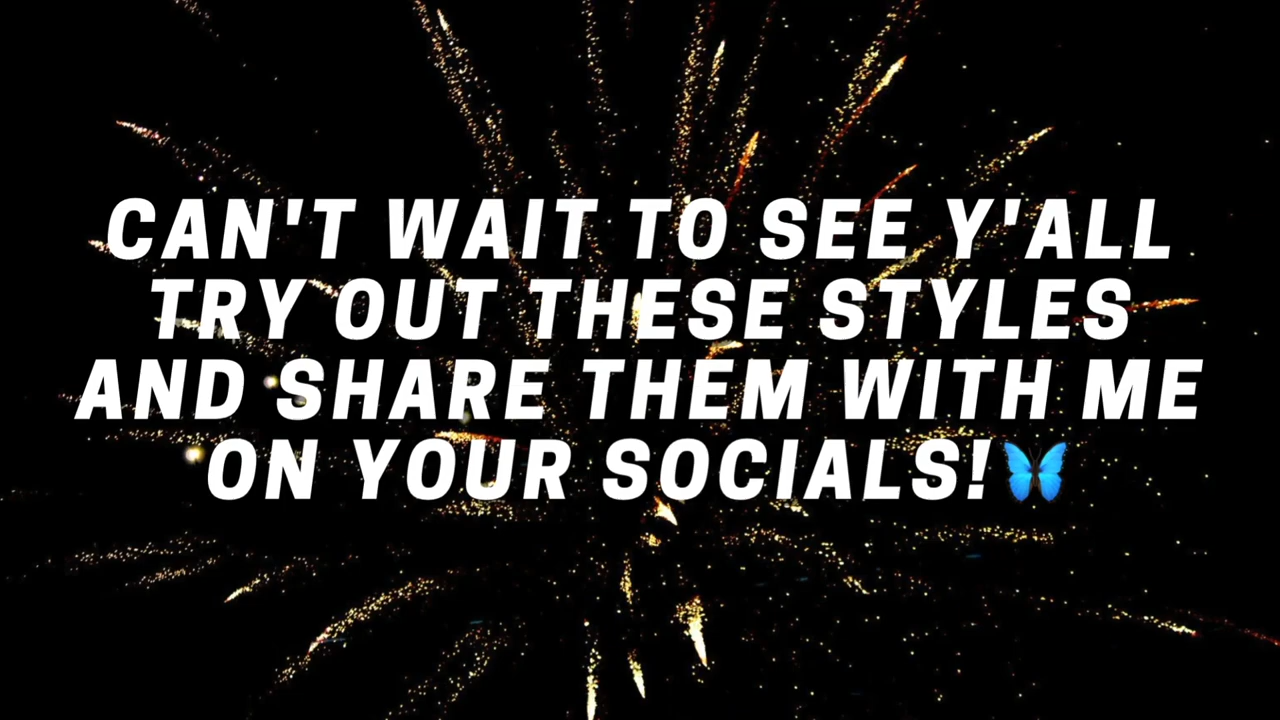 CAN'T WAIT TO SEE Y'ALL
TRY OUT THESE STYLES
AND SHARE THEM WITH ME
ON YOUR SOCIALS!🦋